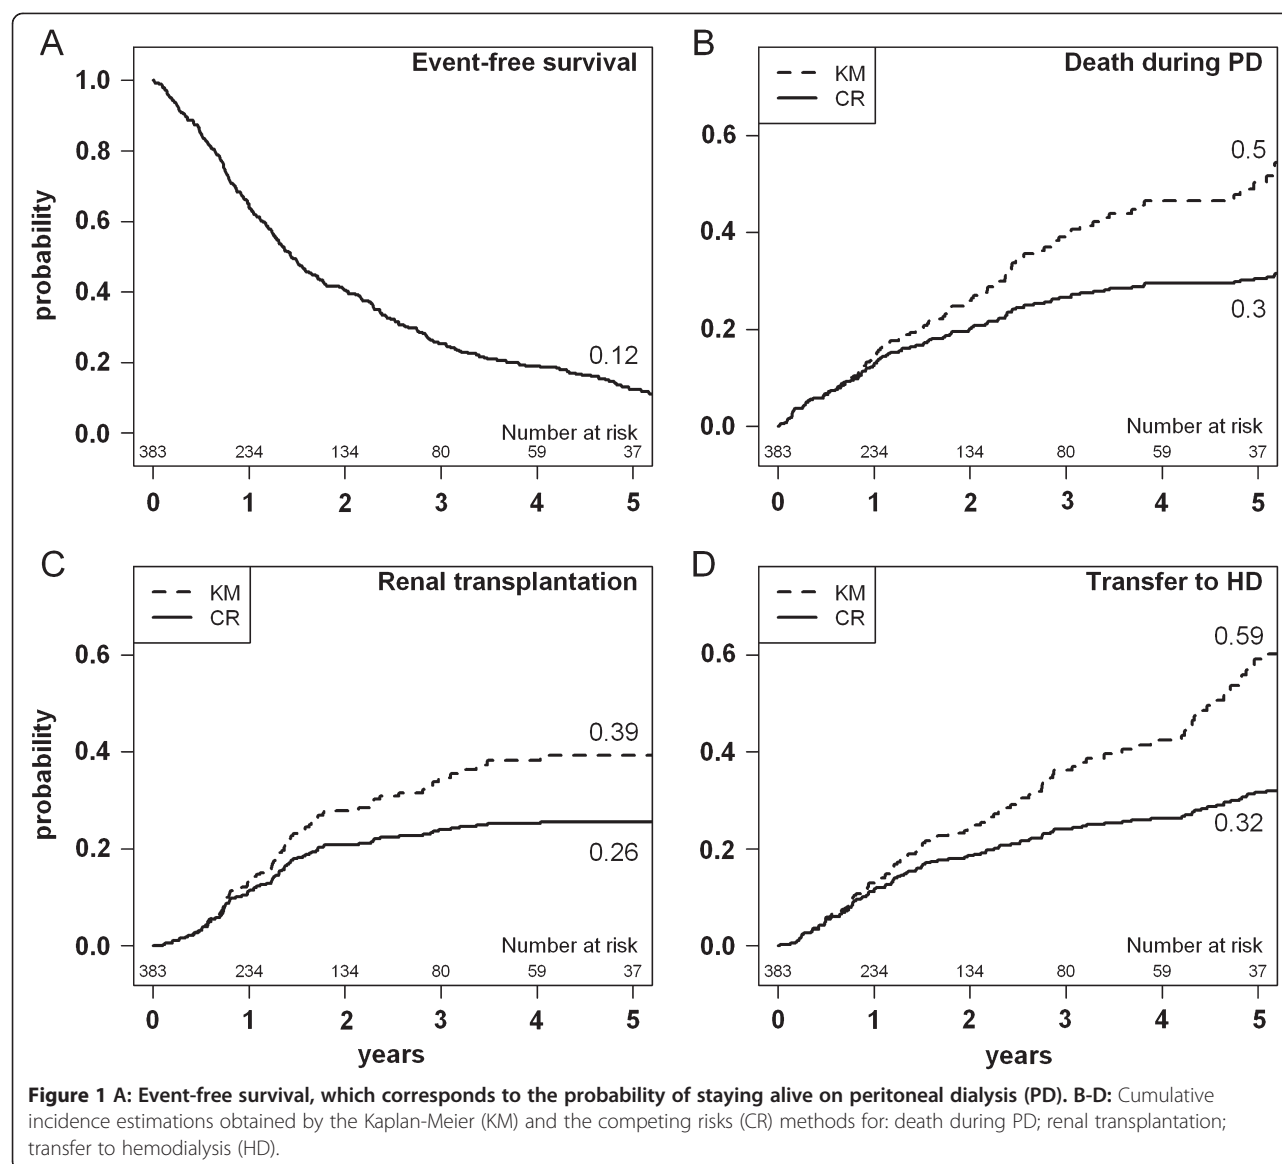 A
Event-free survival
probability
1.0
0.8
0.6
0.4
0.2
0.0
0.12
Number at risk
383 234 134 80 59 37
0 1 2 3 4 5
B
Death during PD
KM
CR
0.6
0.4
0.2
0.0
0.5
0.3
Number at risk
383 234 134 80 59 37
0 1 2 3 4 5
C
Renal transplantation
KM
CR
probability
0.6
0.4
0.2
0.0
0.39
0.26
Number at risk
383 234 134 80 59 37
0 1 2 3 4 5
years
D
Transfer to HD
KM
CR
0.6
0.4
0.2
0.0
0.59
0.32
Number at risk
383 234 134 80 59 37
0 1 2 3 4 5
years
Figure 1 A: Event-free survival, which corresponds to the probability of staying alive on peritoneal dialysis (PD). B-D: Cumulative
incidence estimations obtained by the Kaplan-Meier (KM) and the competing risks (CR) methods for: death during PD; renal transplantation;
transfer to hemodialysis (HD).